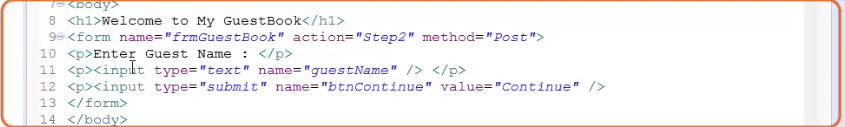 7 <body>
8 <h1>Welcome to My GuestBook</h1>
9 <form name="frmGuestBook" action="Step2" method="Post">
10 <p>Enter Guest Name : </p>
11 <p><input type="text" name="guestName" /> </p>
12 <p><input type="submit" name="btnContinue" value="Continue" />
13 </form>
14 </body>